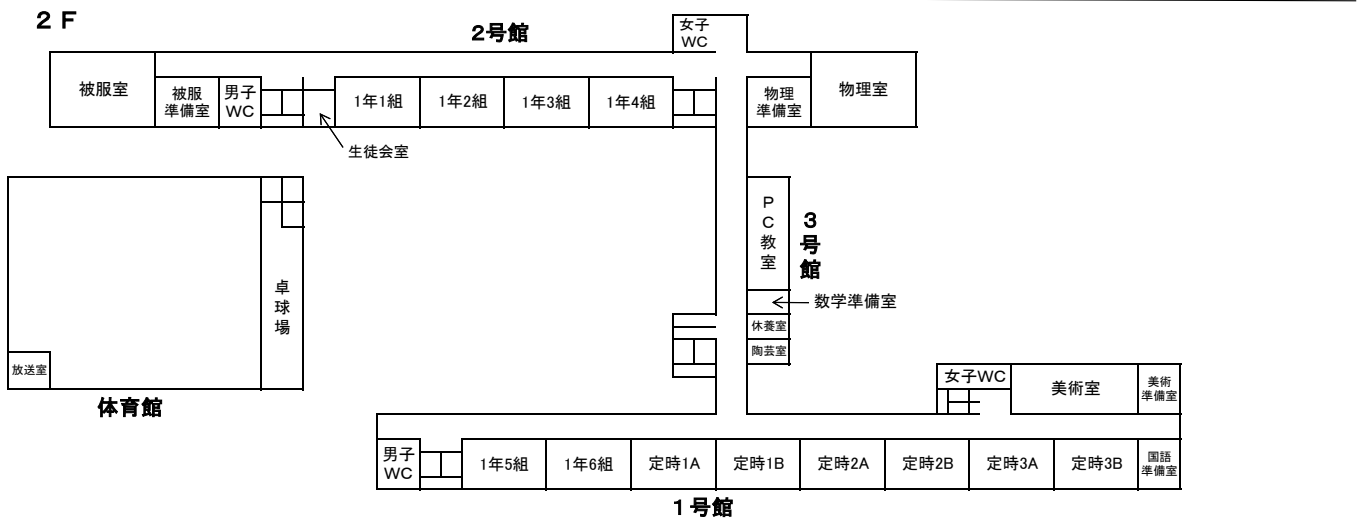 ２Ｆ
2号館
女子
WC
被服室
被服
準備室
男子
WC
1年1組
1年2組
1年3組
1年4組
物理
準備室
物理室
生徒会室
ＰＣ教室
３号館
卓球場
数学準備室
休養室
陶芸室
放送室
体育館
女子WC
美術室
美術
準備室
男子
WC
1年5組
1年6組
定時1A
定時1B
定時2A
定時2B
定時3A
定時3B
国語
準備室
１号館